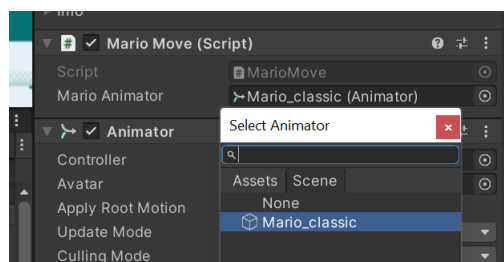 Info
# Mario Move (Script)
Script
# MarioMove
Mario Animator
Mario_classic (Animator)
Animator
Select Animator
Controller
Avatar
Assets Scene
Apply Root Motion
None
Update Mode
Mario_classic
Culling Mode